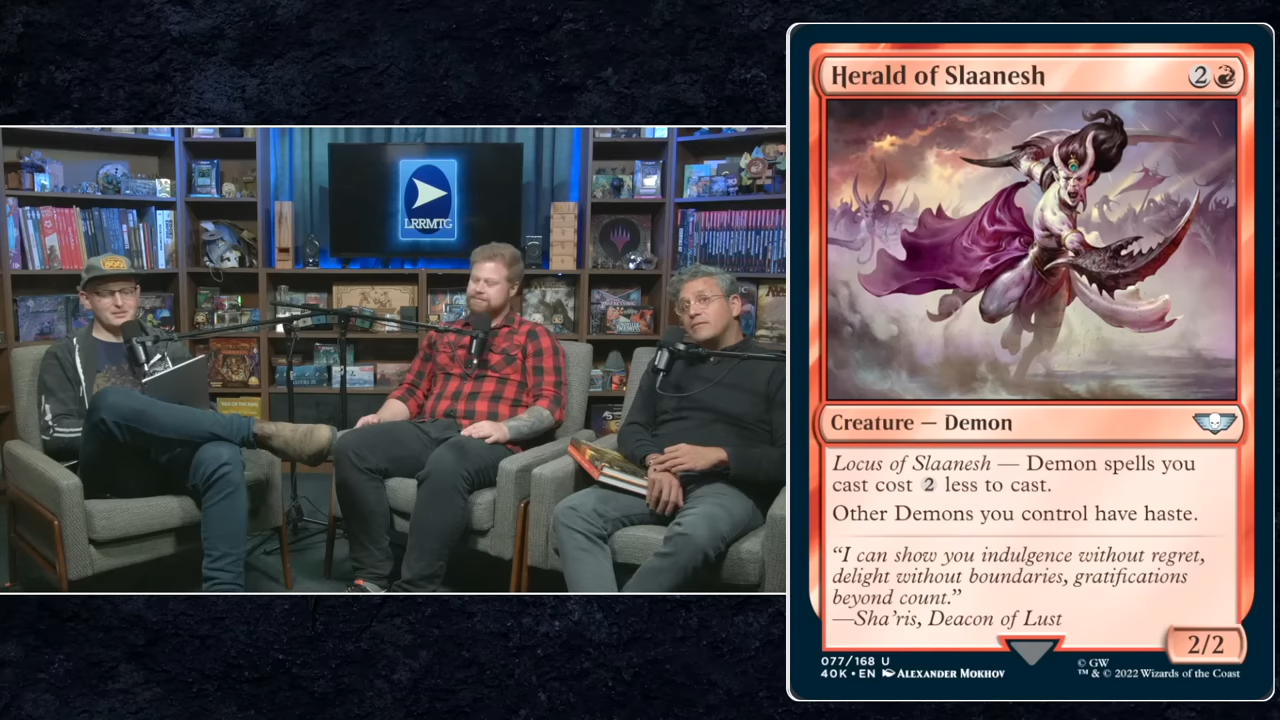 LRRMTG
Herald of Slaanesh
2
Creature — Demon
Locus of Slaanesh — Demon spells you
cast cost 2 less to cast.
Other Demons you control have haste.
“I can show you indulgence without regret,
delight without boundaries, gratifications
beyond count.”
—Sha’ris, Deacon of Lust
2/2
077/168 U
40K • EN ALEXANDER MOKHOV
© GW
™ & © 2022 Wizards of the Coast